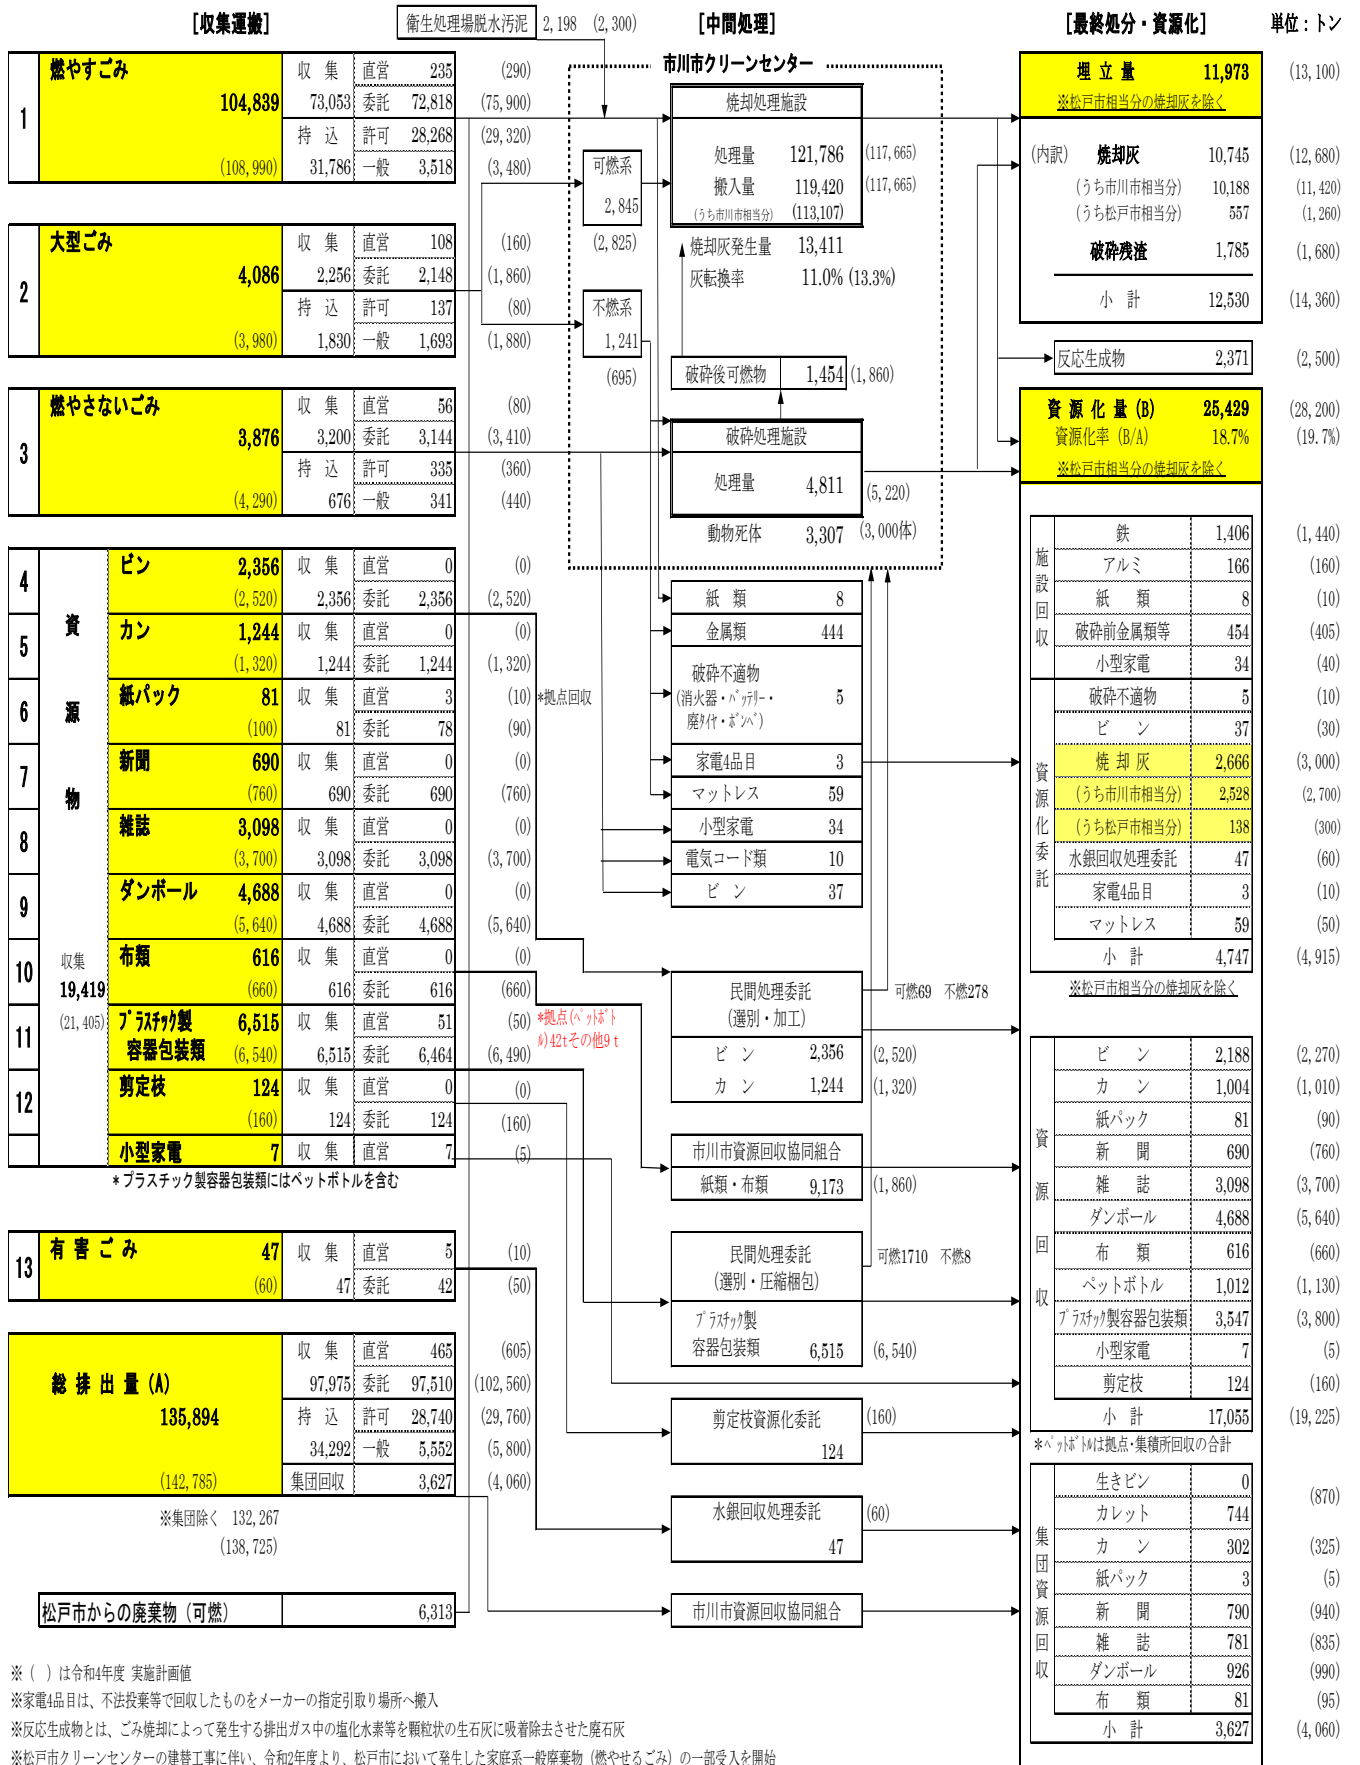 [収集運搬]
衛生処理場脱水汚泥 2,198 (2,300)
[中間処理]
[最終処分・資源化]
単位：トン
1 燃やすごみ 104,839 (108,990)
収 集 直営 235 (290)
73,053 委託 72,818 (75,900)
持 込 許可 28,268 (29,320)
31,786 一般 3,518 (3,480)
2 大型ごみ 4,086 (3,980)
収 集 直営 108 (160)
2,256 委託 2,148 (1,860)
持 込 許可 137 (80)
1,830 一般 1,693 (1,880)
3 燃やさないごみ 3,876 (4,290)
収 集 直営 56 (80)
3,200 委託 3,144 (3,410)
持 込 許可 335 (360)
676 一般 341 (440)
資源物
収集
19,419
(21,405)
4 ビン 2,356 収 集 直営 0 (0)
(2,520) 2,356 委託 2,356 (2,520)
5 カン 1,244 収 集 直営 0 (0)
(1,320) 1,244 委託 1,244 (1,320)
6 紙パック 81 収 集 直営 3 (10) *拠点回収
(100) 81 委託 78 (90)
7 新聞 690 収 集 直営 0 (0)
(760) 690 委託 690 (760)
8 雑誌 3,098 収 集 直営 0 (0)
(3,700) 3,098 委託 3,098 (3,700)
9 ダンボール 4,688 収 集 直営 0 (0)
(5,640) 4,688 委託 4,688 (5,640)
10 布類 616 収 集 直営 0 (0)
(660) 616 委託 616 (660)
11 ﾌﾟﾗｽﾁｯｸ製 6,515 収 集 直営 51 (50) *拠点(ﾍﾟｯﾄﾎﾞﾄ
容器包装類 (6,540) 6,515 委託 6,464 (6,490) ﾙ)42tその他9ｔ
12 剪定枝 124 収 集 直営 0 (0)
(160) 124 委託 124 (160)
小型家電 7 収 集 直営 7 (5)
＊プラスチック製容器包装類にはペットボトルを含む
13 有害ごみ 47 収 集 直営 5 (10)
(60) 47 委託 42 (50)
総排出量(A) 135,894 (142,785)
収 集 直営 465 (605)
97,975 委託 97,510 (102,560)
持 込 許可 28,740 (29,760)
34,292 一般 5,552 (5,800)
集団回収 3,627 (4,060)
※集団除く 132,267
(138,725)
松戸市からの廃棄物（可燃） 6,313
市川市クリーンセンター
焼却処理施設
処理量 121,786 (117,665)
搬入量 119,420 (117,665)
(うち市川市相当分) (113,107)
焼却灰発生量 13,411
灰転換率 11.0% (13.3%)
可燃系
2,845
(2,825)
不燃系
1,241
(695)
破砕後可燃物 1,454 (1,860)
破砕処理施設
処理量 4,811 (5,220)
動物死体 3,307 (3,000体)
紙 類 8
金属類 444
破砕不適物
(消火器・ﾊﾞｯﾃﾘｰ・ 5
廃ﾀｲﾔ・ﾎﾞﾝﾍﾞ)
家電4品目 3
マットレス 59
小型家電 34
電気コード類 10
ビ ン 37
民間処理委託
(選別・加工)
可燃69 不燃278
ビ ン 2,356 (2,520)
カ ン 1,244 (1,320)
市川市資源回収協同組合
紙類・布類 9,173 (1,860)
民間処理委託
(選別・圧縮梱包)
可燃1710 不燃8
ﾌﾟﾗｽﾁｯｸ製
容器包装類 6,515 (6,540)
剪定枝資源化委託 (160)
124
水銀回収処理委託 (60)
47
市川市資源回収協同組合
埋立量 11,973 (13,100)
※松戸市相当分の焼却灰を除く
(内訳) 焼却灰 10,745 (12,680)
(うち市川市相当分) 10,188 (11,420)
(うち松戸市相当分) 557 (1,260)
破砕残渣 1,785 (1,680)
小 計 12,530 (14,360)
反応生成物 2,371 (2,500)
資源化量(B) 25,429 (28,200)
資源化率(B/A) 18.7% (19.7%)
※松戸市相当分の焼却灰を除く
施設回収
鉄 1,406 (1,440)
アルミ 166 (160)
紙 類 8 (10)
破砕前金属類等 454 (405)
小型家電 34 (40)
資源化委託
破砕不適物 5 (10)
ビ ン 37 (30)
焼却灰 2,666 (3,000)
(うち市川市相当分) 2,528 (2,700)
(うち松戸市相当分) 138 (300)
水銀回収処理委託 47 (60)
家電4品目 3 (10)
マットレス 59 (50)
小 計 4,747 (4,915)
※松戸市相当分の焼却灰を除く
資源回収
ビ ン 2,188 (2,270)
カ ン 1,004 (1,010)
紙パック 81 (90)
新 聞 690 (760)
雑 誌 3,098 (3,700)
ダンボール 4,688 (5,640)
布 類 616 (660)
ペットボトル 1,012 (1,130)
ﾌﾟﾗｽﾁｯｸ製容器包装類 3,547 (3,800)
小型家電 7 (5)
剪定枝 124 (160)
小 計 17,055 (19,225)
＊ﾍﾟｯﾄﾎﾞﾄﾙは拠点・集積所回収の合計
集団資源回収
生きビン 0 (870)
カレット 744
カ ン 302 (325)
紙パック 3 (5)
新 聞 790 (940)
雑 誌 781 (835)
ダンボール 926 (990)
布 類 81 (95)
小 計 3,627 (4,060)
※（ ）は令和4年度 実施計画値
※家電4品目は、不法投棄等で回収したものをメーカーの指定引取り場所へ搬入
※反応生成物とは、ごみ焼却によって発生する排出ガス中の塩化水素等を顆粒状の生石灰に吸着除去させた廃石灰
※松戸市クリーンセンターの建替工事に伴い、令和2年度より、松戸市において発生した家庭系一般廃棄物（燃やせるごみ）の一部受入を開始